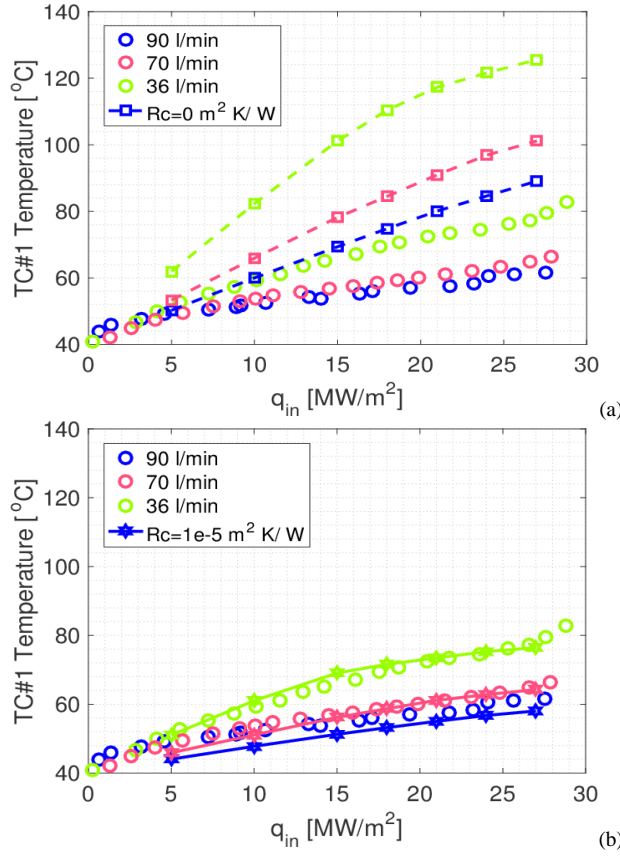 140
120
100
80
60
40
TC#1 Temperature [°C]
90 l/min
70 l/min
36 l/min
Rc=0 m² K/ W
0 5 10 15 20 25 30
q_in [MW/m²]
(a)
140
120
100
80
60
40
TC#1 Temperature [°C]
90 l/min
70 l/min
36 l/min
Rc=1e-5 m² K/ W
0 5 10 15 20 25 30
q_in [MW/m²]
(b)